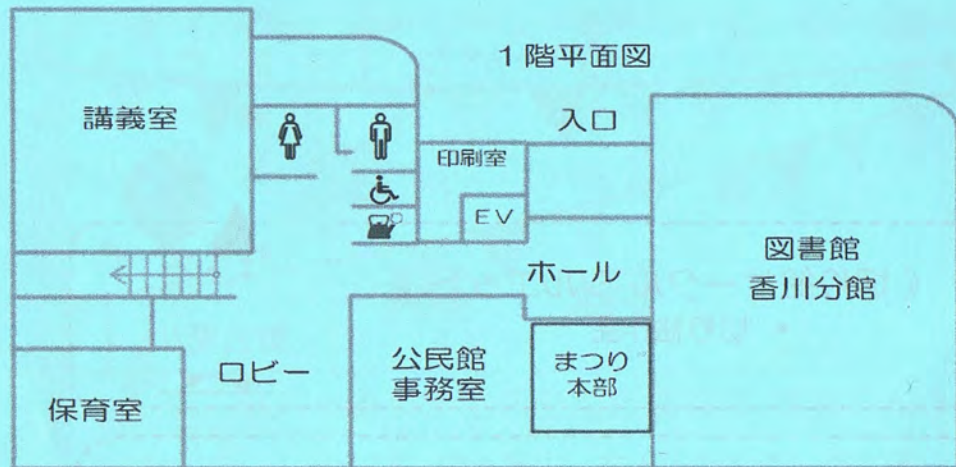 1階平面図
講義室
入口
印刷室
EV
図書館
香川分館
ホール
ロビー
公民館
事務室
まつり
本部
保育室